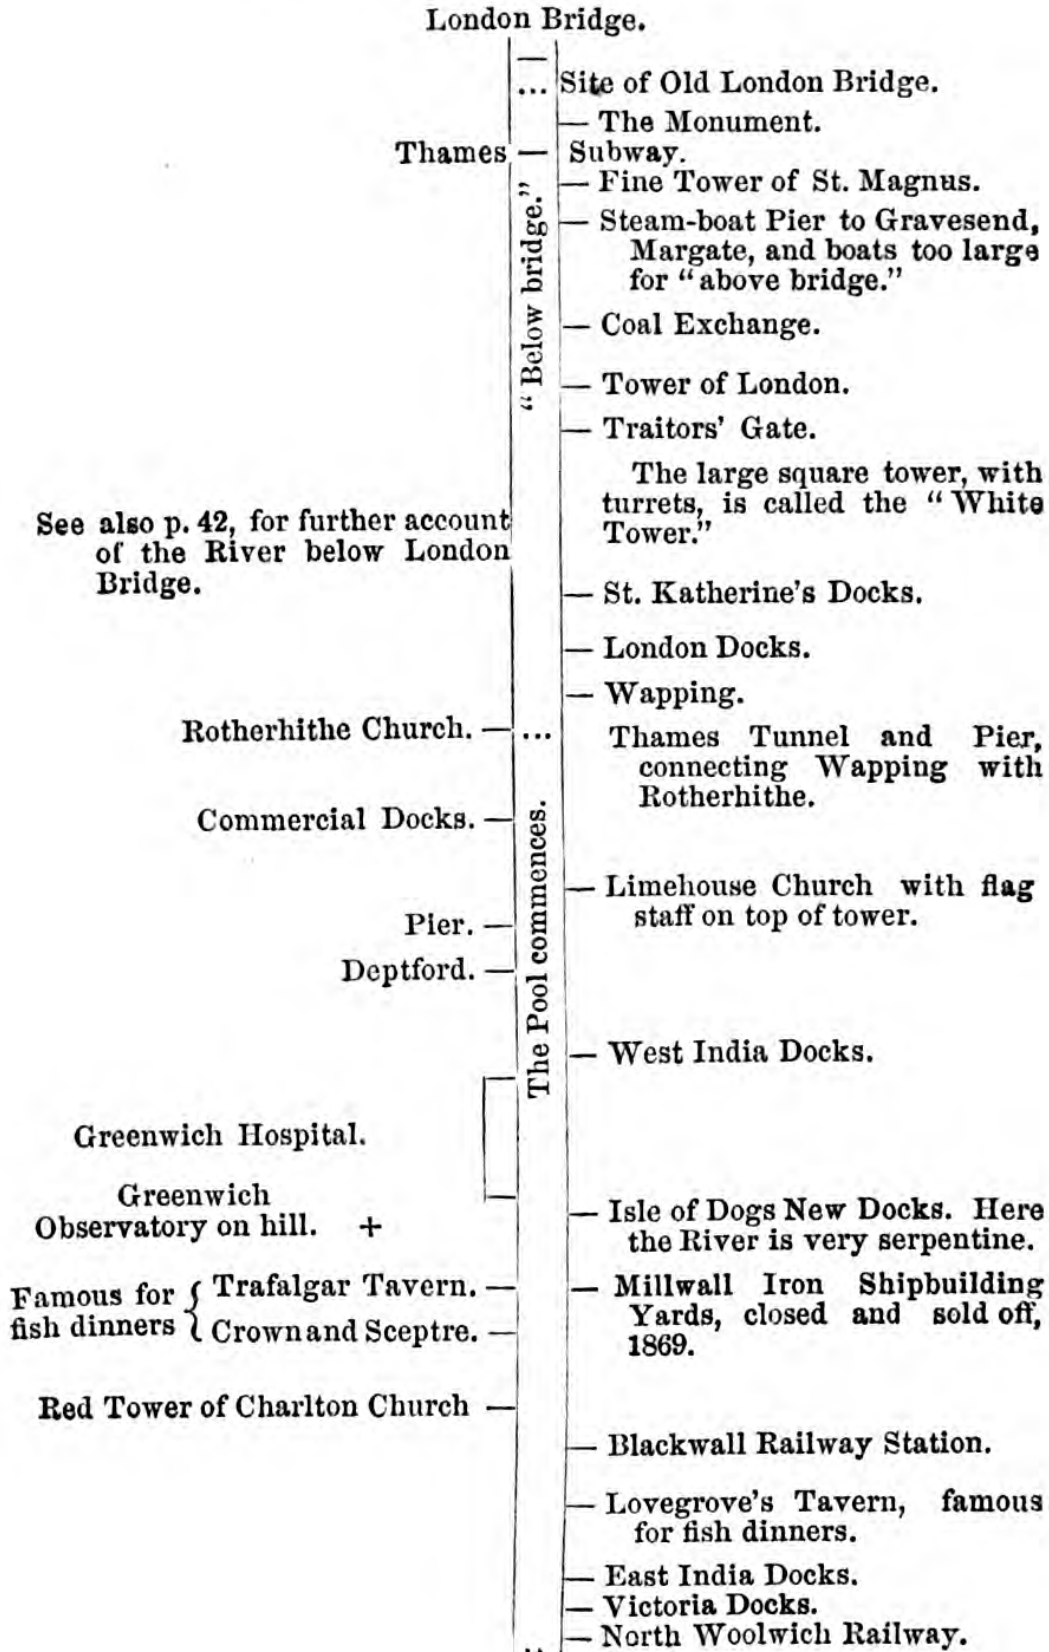 London Bridge.
... Site of Old London Bridge.
— The Monument.
Thames — Subway.
— Fine Tower of St. Magnus.
"Below bridge."
— Steam-boat Pier to Gravesend,
Margate, and boats too large
for "above bridge."
— Coal Exchange.
— Tower of London.
— Traitors' Gate.
The large square tower, with
turrets, is called the "White
Tower."
See also p. 42, for further account
of the River below London
Bridge.
— St. Katherine's Docks.
— London Docks.
— Wapping.
Rotherhithe Church. — ...
Thames Tunnel and Pier,
connecting Wapping with
Rotherhithe.
Commercial Docks. —
The Pool commences.
— Limehouse Church with flag
staff on top of tower.
Pier. —
Deptford. —
— West India Docks.
Greenwich Hospital.
Greenwich
Observatory on hill. +
— Isle of Dogs New Docks. Here
the River is very serpentine.
Famous for
fish dinners
{ Trafalgar Tavern. —
Crown and Sceptre. —
— Millwall Iron Shipbuilding
Yards, closed and sold off,
1869.
Red Tower of Charlton Church —
— Blackwall Railway Station.
— Lovegrove's Tavern, famous
for fish dinners.
— East India Docks.
— Victoria Docks.
— North Woolwich Railway.